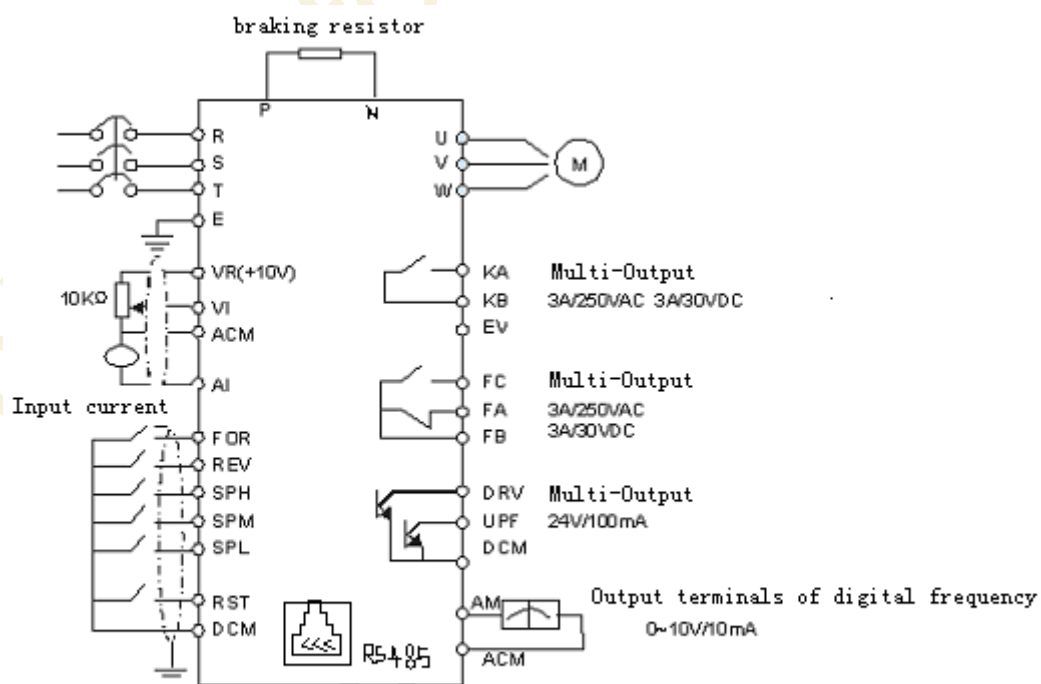 braking resistor
P N
R U
S V M
T W
E
VR(+10V) KA Multi-Output
10KΩ VI KB 3A/250VAC 3A/30VDC
ACM EV
AI FC Multi-Output
Input current FA 3A/250VAC
FOR FB 3A/30VDC
REV
SPH DRV Multi-Output
SPM UPF 24V/100mA
SPL DCM
RST AM Output terminals of digital frequency
DCM 0~10V/10mA
RS485 ACM